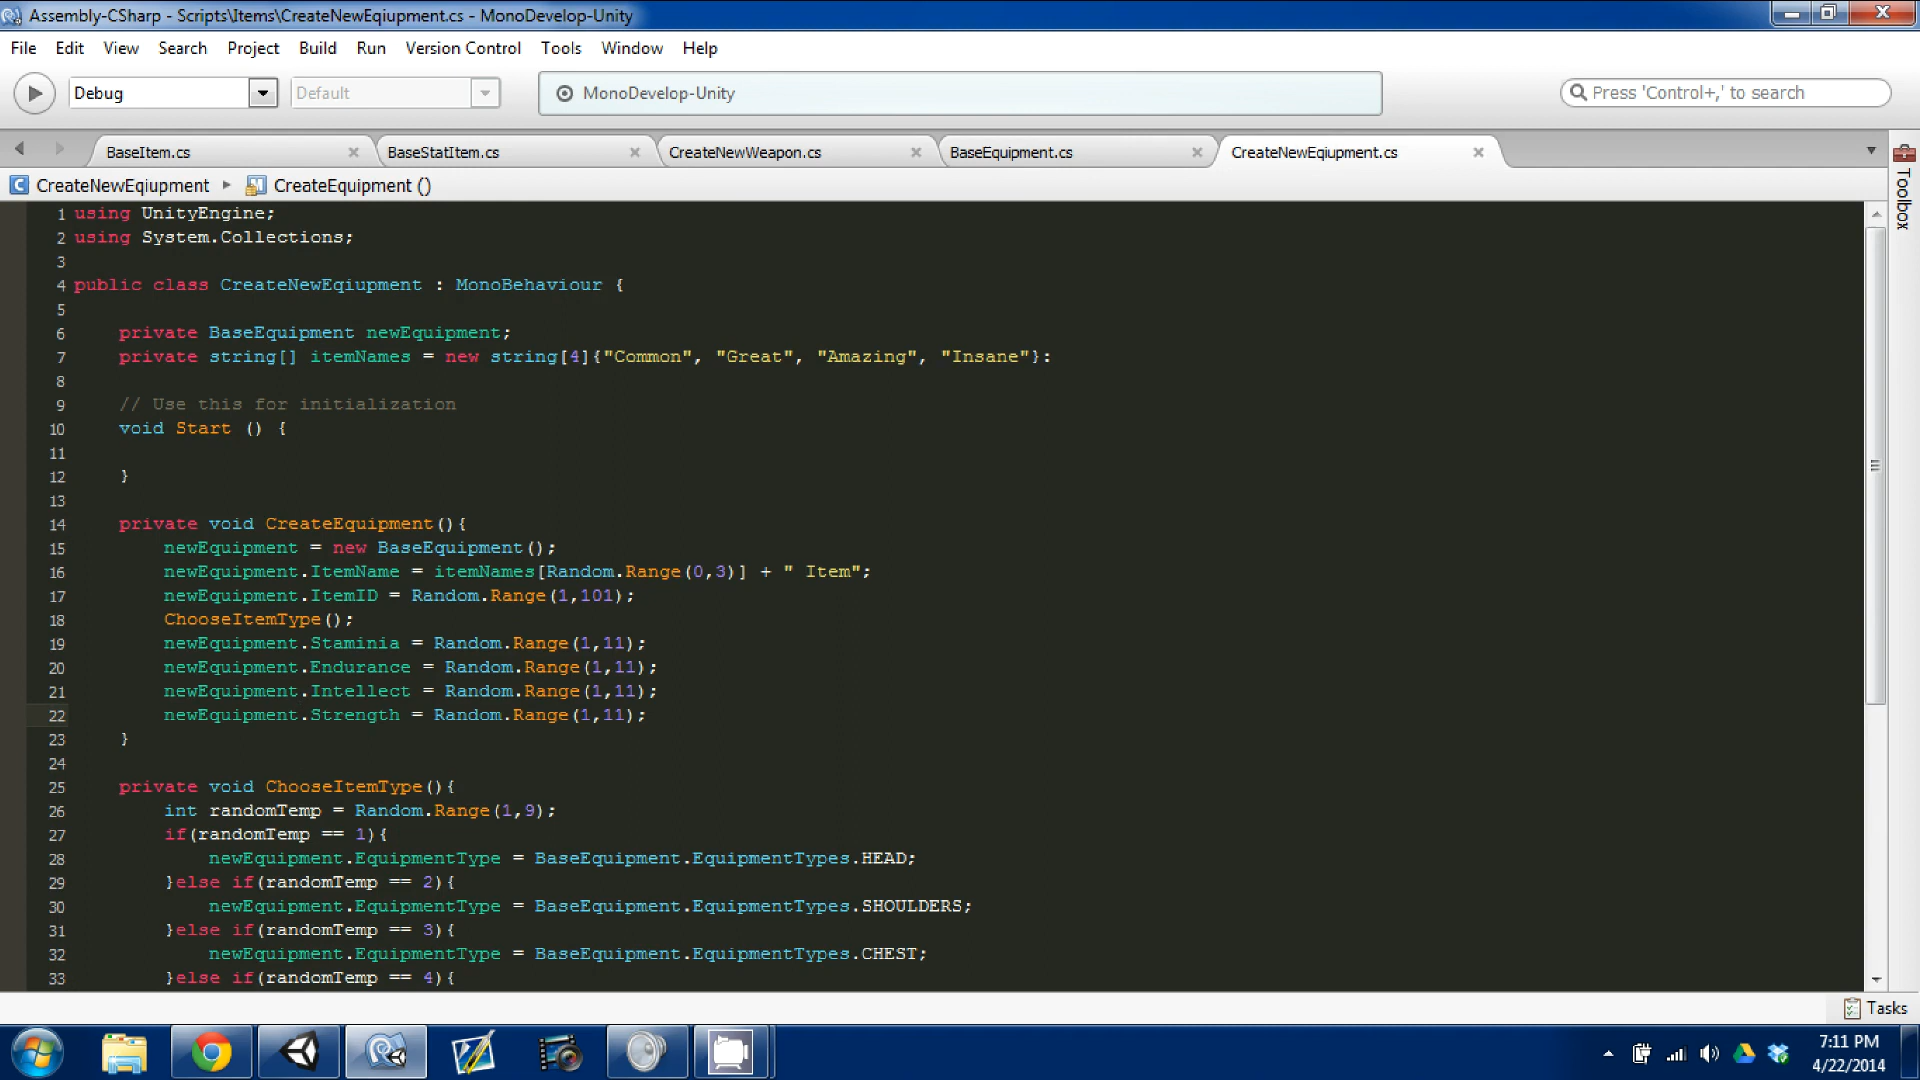 Assembly-CSharp - Scripts\Items\CreateNewEqiupment.cs - MonoDevelop-Unity
File Edit View Search Project Build Run Version Control Tools Window Help
Debug Default MonoDevelop-Unity Press 'Control+,' to search
BaseItem.cs BaseStatItem.cs CreateNewWeapon.cs BaseEquipment.cs CreateNewEqiupment.cs
Toolbox
CreateNewEqiupment CreateEquipment ()
1 using UnityEngine;
2 using System.Collections;
3
4 public class CreateNewEqiupment : MonoBehaviour {
5
6 private BaseEquipment newEquipment;
7 private string[] itemNames = new string[4]{"Common", "Great", "Amazing", "Insane"}:
8
9 // Use this for initialization
10 void Start () {
11
12 }
13
14 private void CreateEquipment(){
15 newEquipment = new BaseEquipment();
16 newEquipment.ItemName = itemNames[Random.Range(0,3)] + " Item";
17 newEquipment.ItemID = Random.Range(1,101);
18 ChooseItemType();
19 newEquipment.Staminia = Random.Range(1,11);
20 newEquipment.Endurance = Random.Range(1,11);
21 newEquipment.Intellect = Random.Range(1,11);
22 newEquipment.Strength = Random.Range(1,11);
23 }
24
25 private void ChooseItemType(){
26 int randomTemp = Random.Range(1,9);
27 if(randomTemp == 1){
28 newEquipment.EquipmentType = BaseEquipment.EquipmentTypes.HEAD;
29 }else if(randomTemp == 2){
30 newEquipment.EquipmentType = BaseEquipment.EquipmentTypes.SHOULDERS;
31 }else if(randomTemp == 3){
32 newEquipment.EquipmentType = BaseEquipment.EquipmentTypes.CHEST;
33 }else if(randomTemp == 4){
Tasks
7:11 PM
4/22/2014